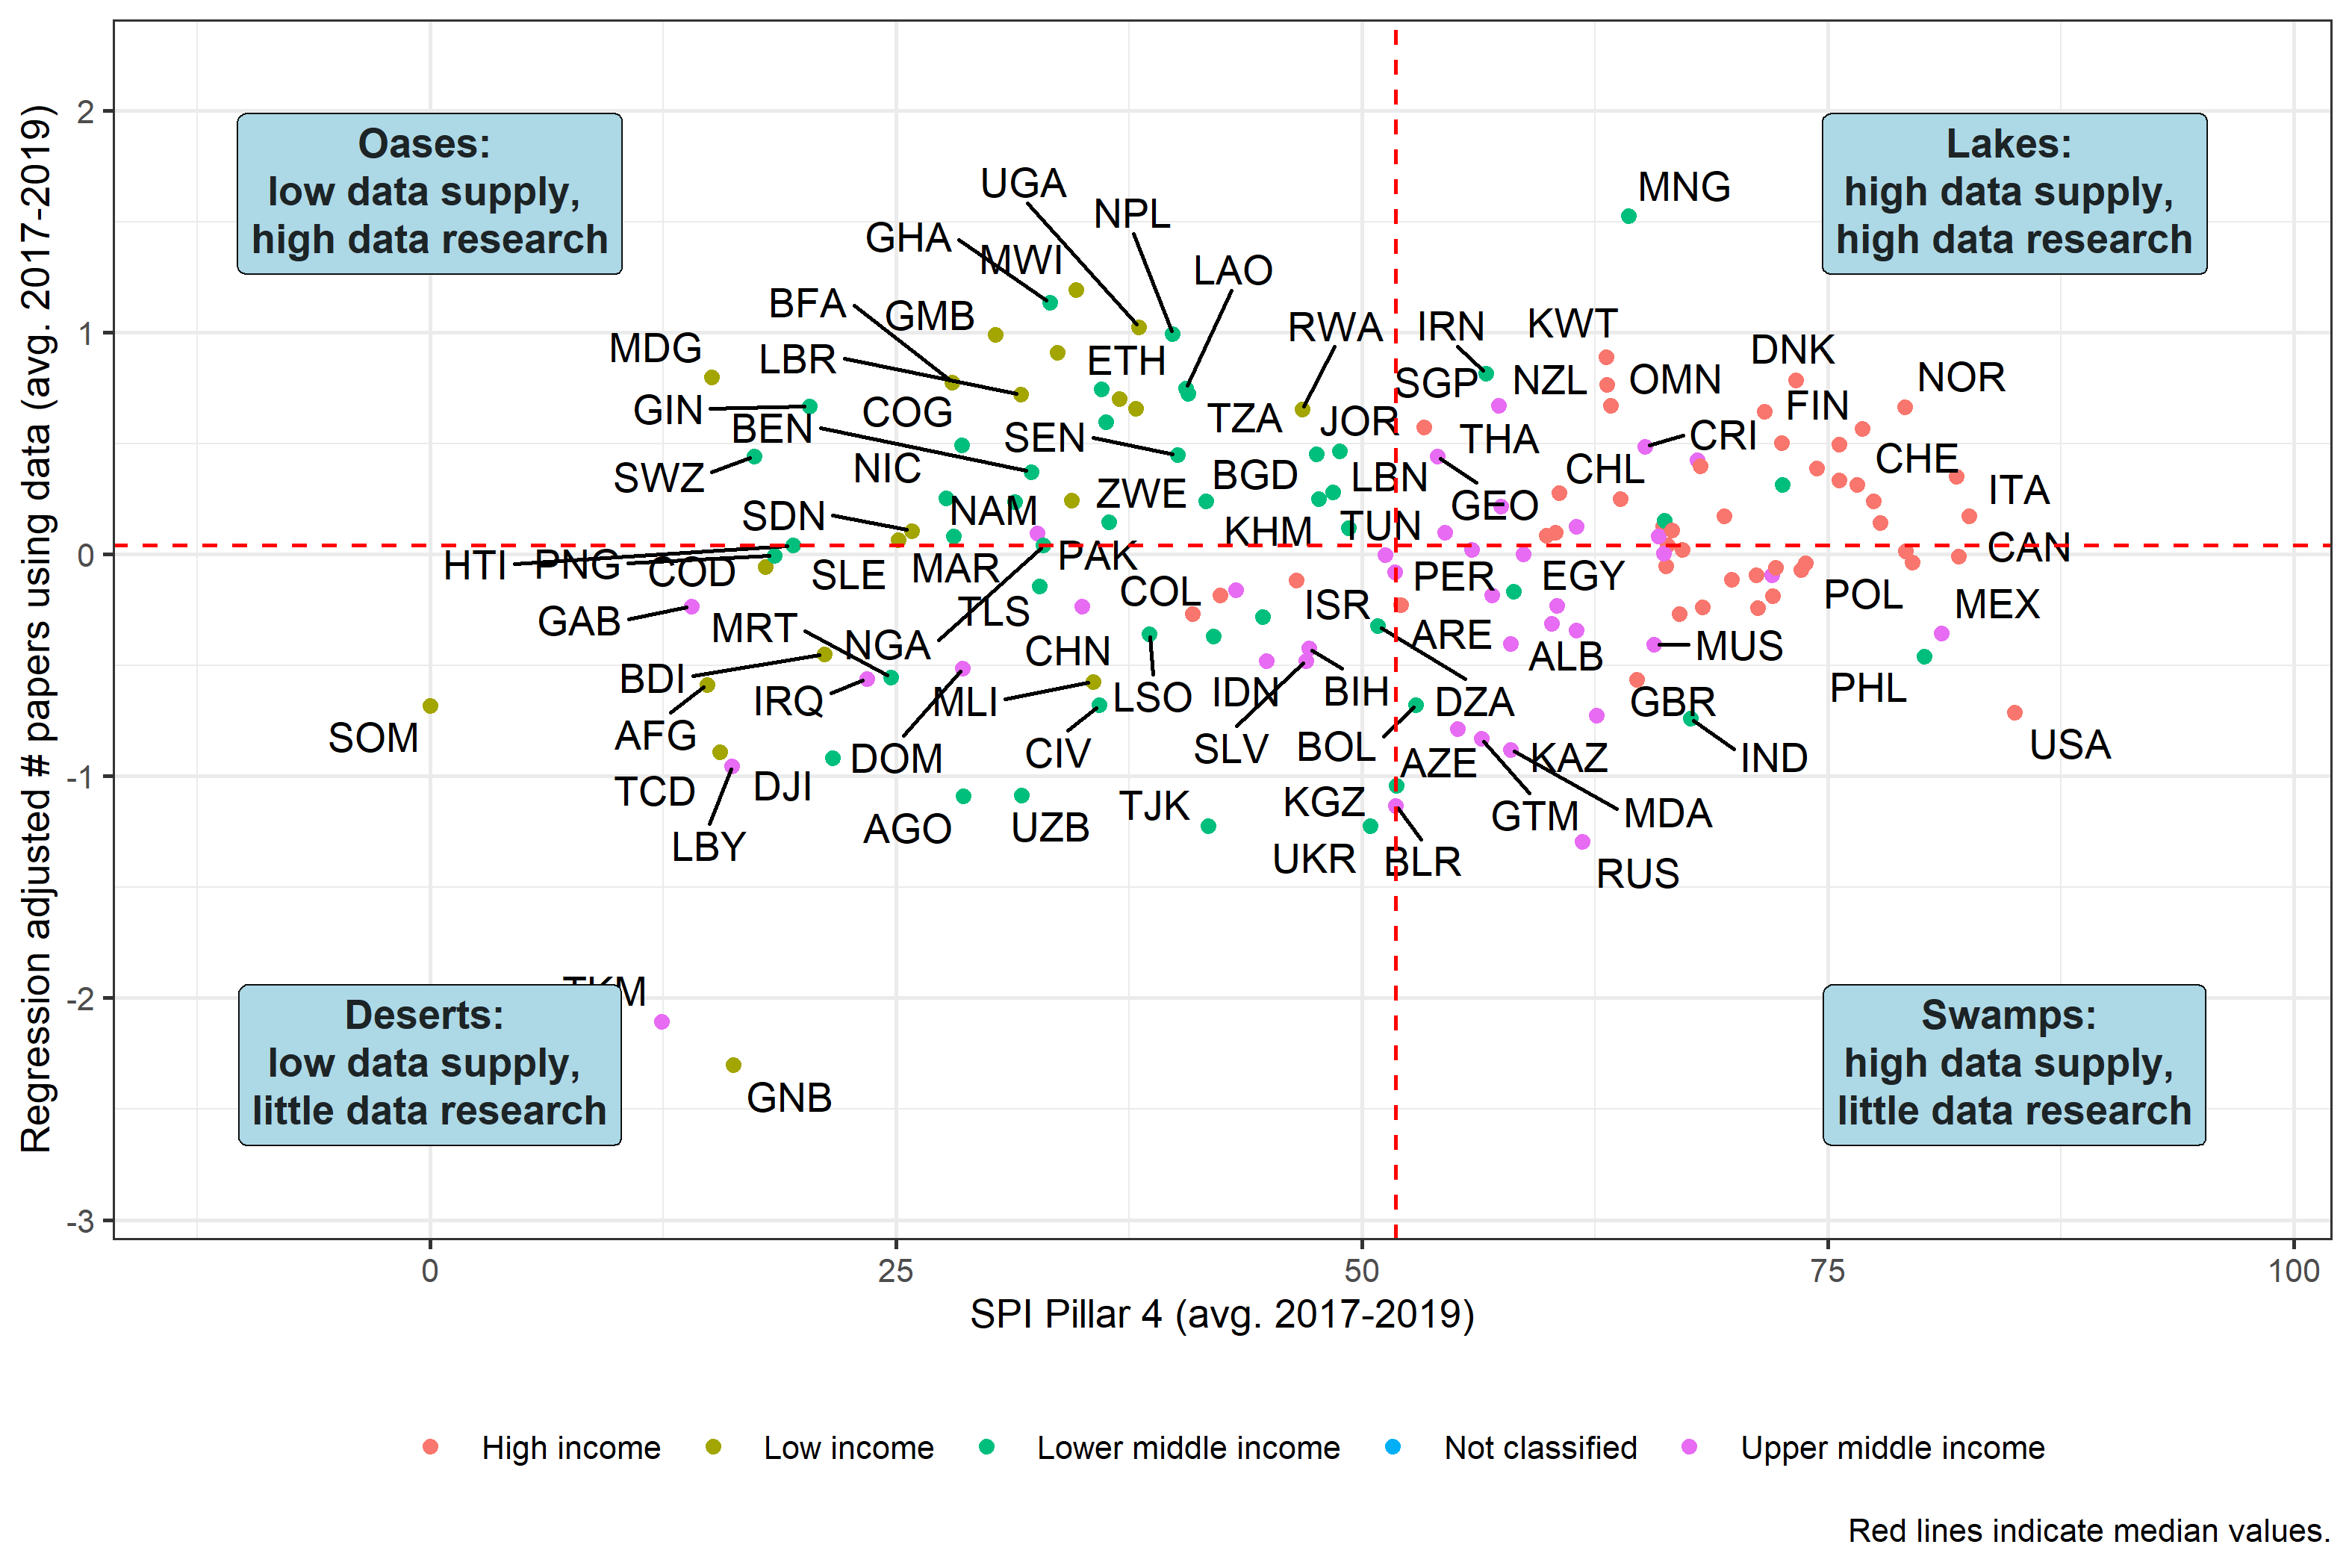 Regression adjusted # papers using data (avg. 2017-2019)
2
1
0
-1
-2
-3
Oases:
low data supply,
high data research
Lakes:
high data supply,
high data research
MNG
UGA
NPL
GHA
MWI
LAO
BFA
GMB
RWA
IRN
KWT
MDG
LBR
ETH
SGP
NZL
OMN
DNK
NOR
GIN
COG
TZA
JOR
FIN
BEN
SEN
THA
CRI
SWZ
NIC
BGD
LBN
CHL
CHE
SDN
NAM
ZWE
KHM
TUN
GEO
ITA
HTI
PNG
COD
SLE
MAR
PAK
PER
EGY
CAN
GAB
MRT
NGA
TLS
COL
ISR
POL
MEX
BDI
CHN
ARE
ALB
MUS
SOM
AFG
IRQ
MLI
LSO
IDN
BIH
DZA
GBR
PHL
TCD
DJI
DOM
CIV
SLV
BOL
AZE
KAZ
IND
USA
LBY
AGO
UZB
TJK
KGZ
GTM
MDA
UKR
BLR
RUS
TKM
GNB
Deserts:
low data supply,
little data research
Swamps:
high data supply,
little data research
0
25
50
75
100
SPI Pillar 4 (avg. 2017-2019)
High income
Low income
Lower middle income
Not classified
Upper middle income
Red lines indicate median values.